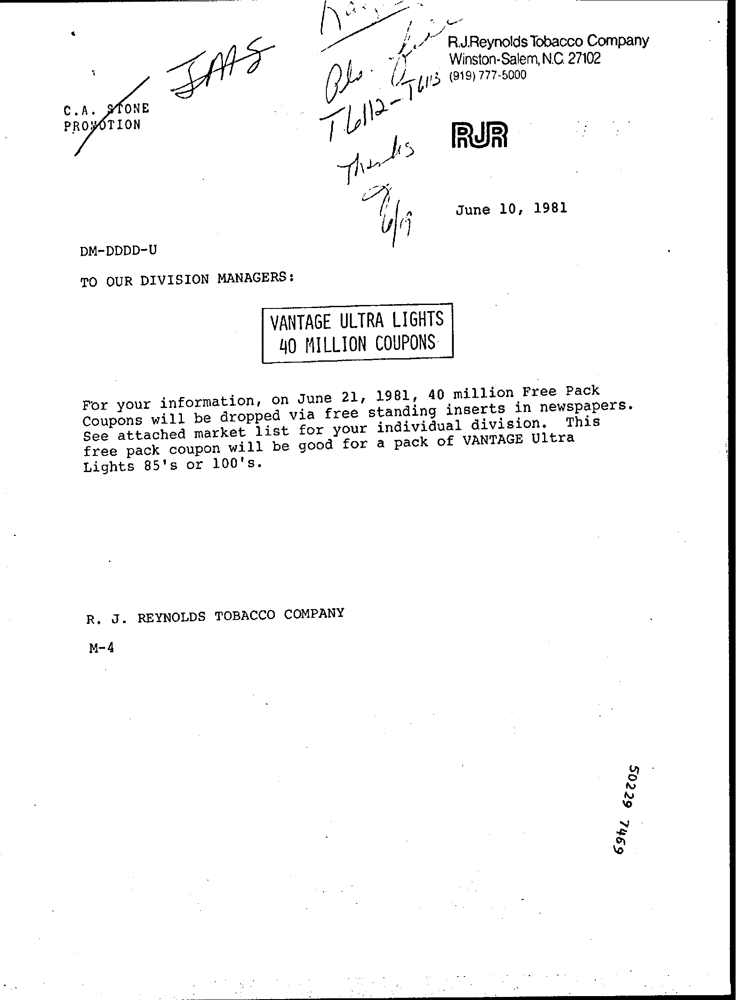 R.J.Reynolds Tobacco Company
Winston-Salem, N.C. 27102
(919) 777-5000
T6112-T6113
Thanks
6/19
C.A. STONE
PROMOTION
RJR
June 10, 1981
DM-DDDD-U
TO OUR DIVISION MANAGERS:
VANTAGE ULTRA LIGHTS
40 MILLION COUPONS
For your information, on June 21, 1981, 40 million Free Pack
Coupons will be dropped via free standing inserts in newspapers.
See attached market list for your individual division. This
free pack coupon will be good for a pack of VANTAGE Ultra
Lights 85's or 100's.
R. J. REYNOLDS TOBACCO COMPANY
M-4
50229 7469